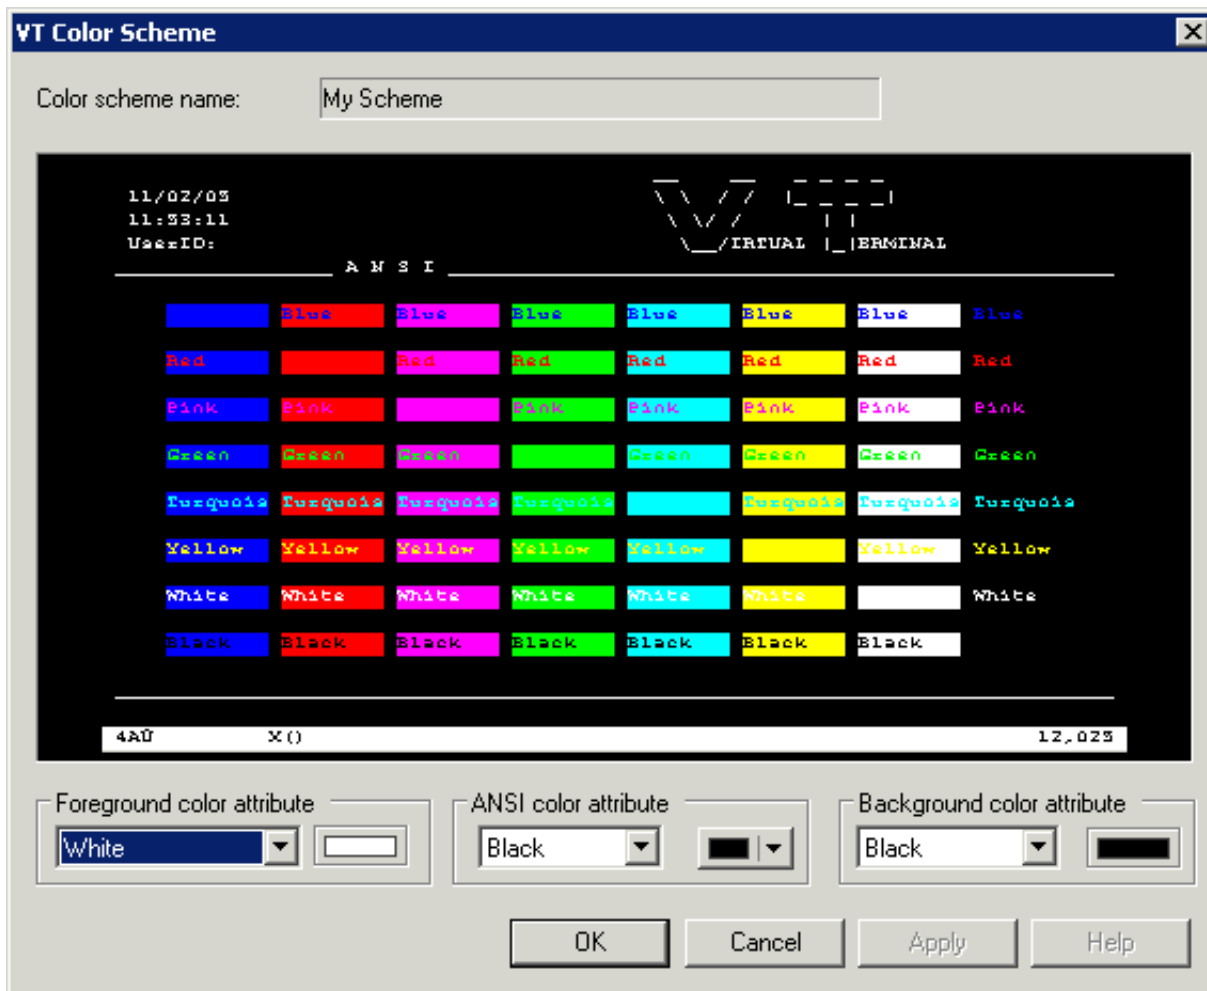 VT Color Scheme
Color scheme name: My Scheme
11/02/05
11:33:11
UserID:
\__/IRTUAL |_|ERMINAL
A N S I
Blue Blue Blue Blue Blue Blue Blue
Red Red Red Red Red Red Red
Pink Pink Pink Pink Pink Pink Pink
Green Green Green Green Green Green Green
Turquois Turquois Turquois Turquois Turquois Turquois Turquois
Yellow Yellow Yellow Yellow Yellow Yellow Yellow
White White White White White White White
Black Black Black Black Black Black Black
4AÛ X() 12,025
Foreground color attribute ANSI color attribute Background color attribute
White Black Black
OK Cancel Apply Help